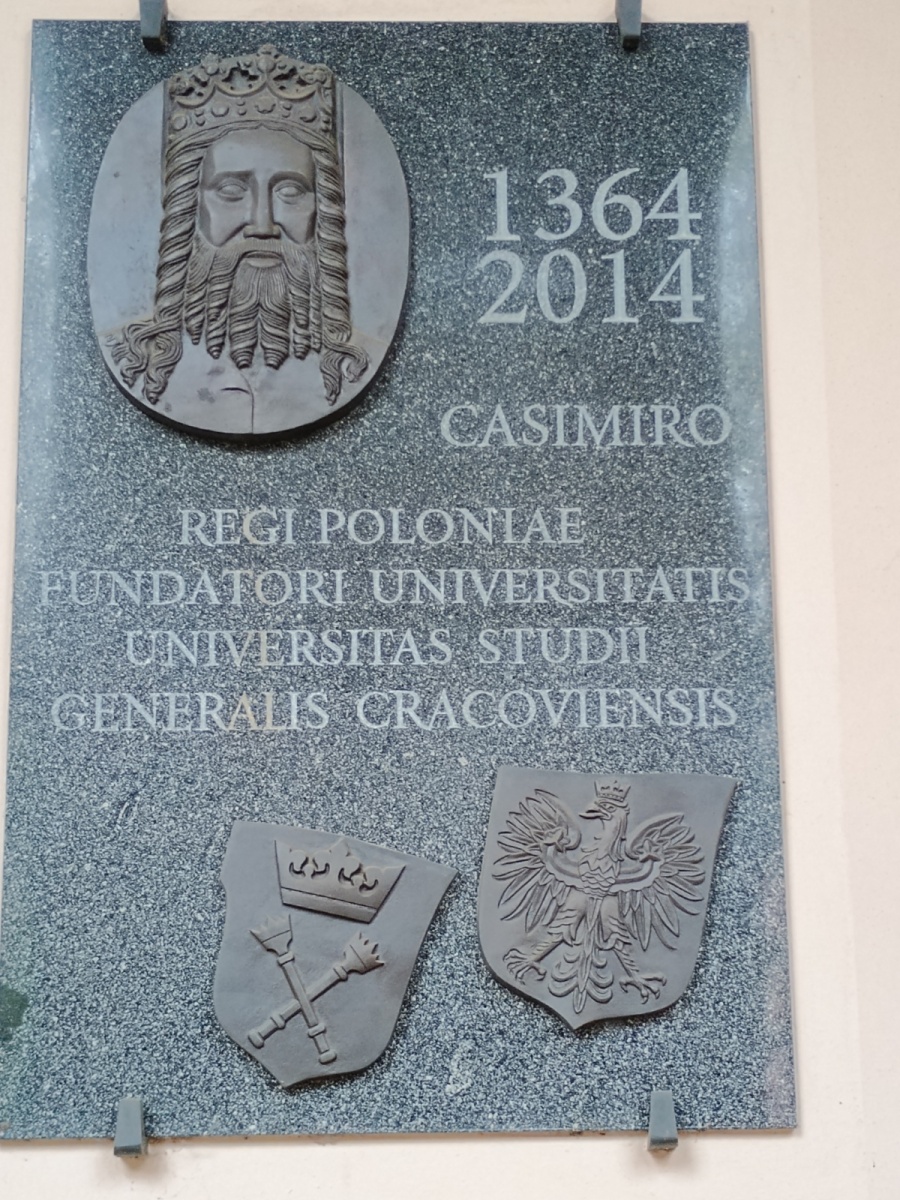 1364
2014
CASIMIRO
REGI POLONIAE
FUNDATORI UNIVERSITATIS
UNIVERSITAS STUDII
GENERALIS CRACOVIENSIS